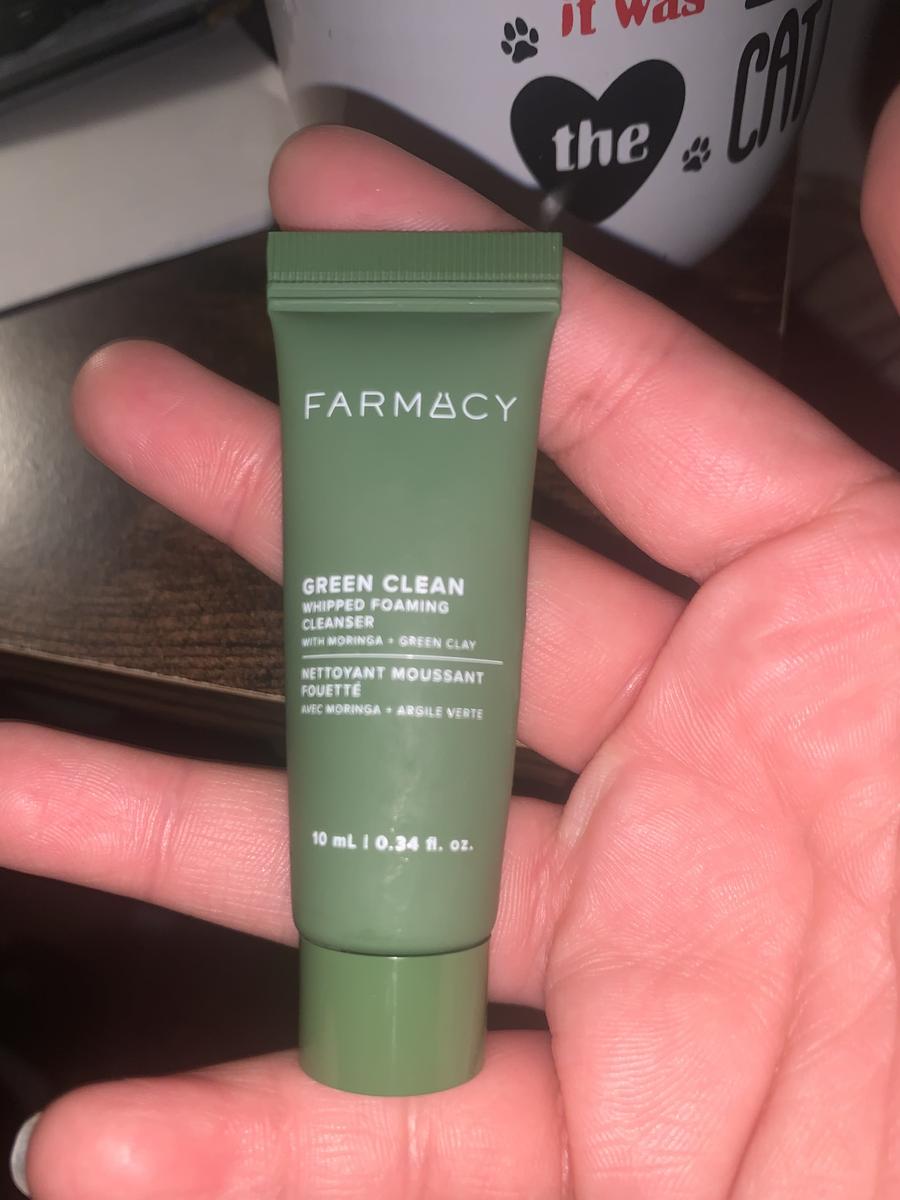 it was
the
CAT
FARMACY
GREEN CLEAN
WHIPPED FOAMING
CLEANSER
WITH MORINGA + GREEN CLAY
NETTOYANT MOUSSANT
FOUETTÉ
AVEC MORINGA + ARGILE VERTE
10 mL | 0.34 fl. oz.